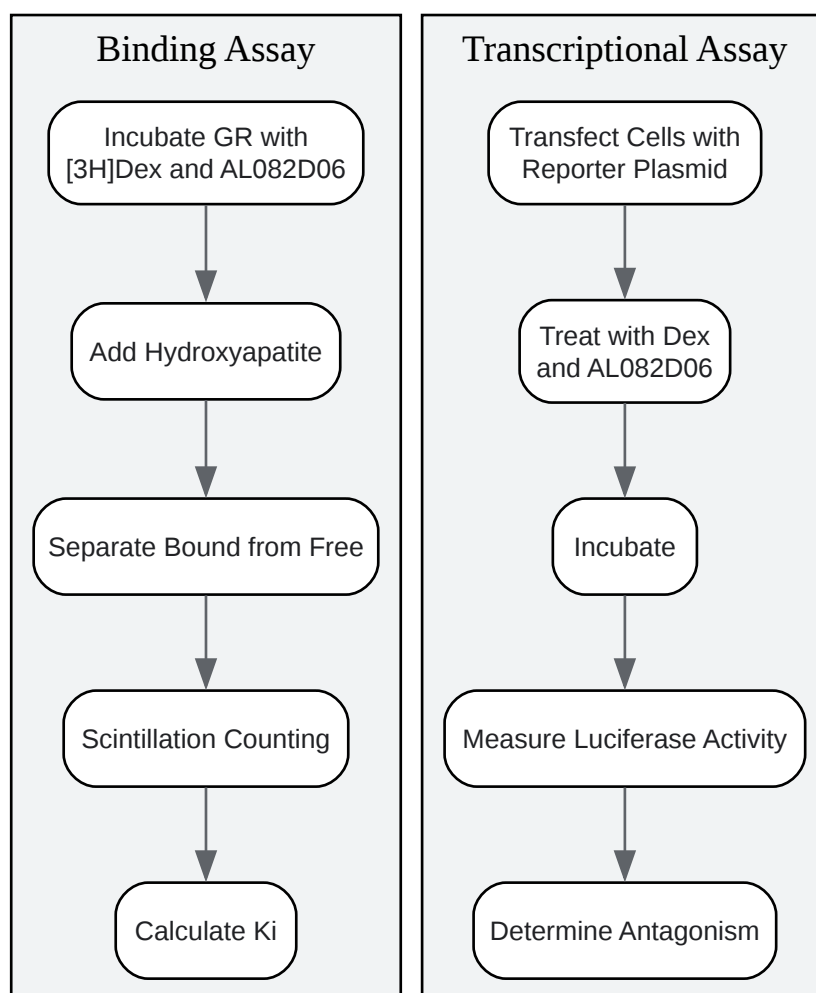 Binding Assay
Incubate GR with
[3H]Dex and AL082D06
Add Hydroxyapatite
Separate Bound from Free
Scintillation Counting
Calculate Ki
Transcriptional Assay
Transfect Cells with
Reporter Plasmid
Treat with Dex
and AL082D06
Incubate
Measure Luciferase Activity
Determine Antagonism